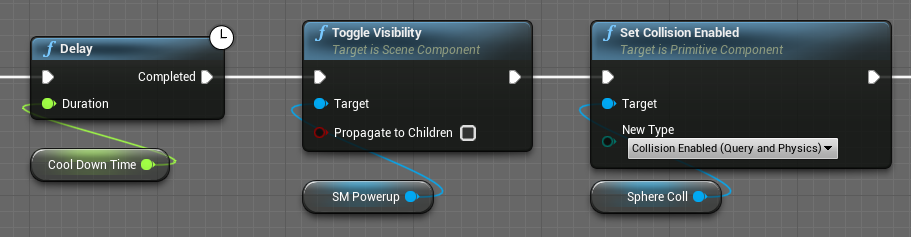 Delay
Completed
Duration
Cool Down Time
Toggle Visibility
Target is Scene Component
Target
Propagate to Children
SM Powerup
Set Collision Enabled
Target is Primitive Component
Target
New Type
Collision Enabled (Query and Physics)
Sphere Coll